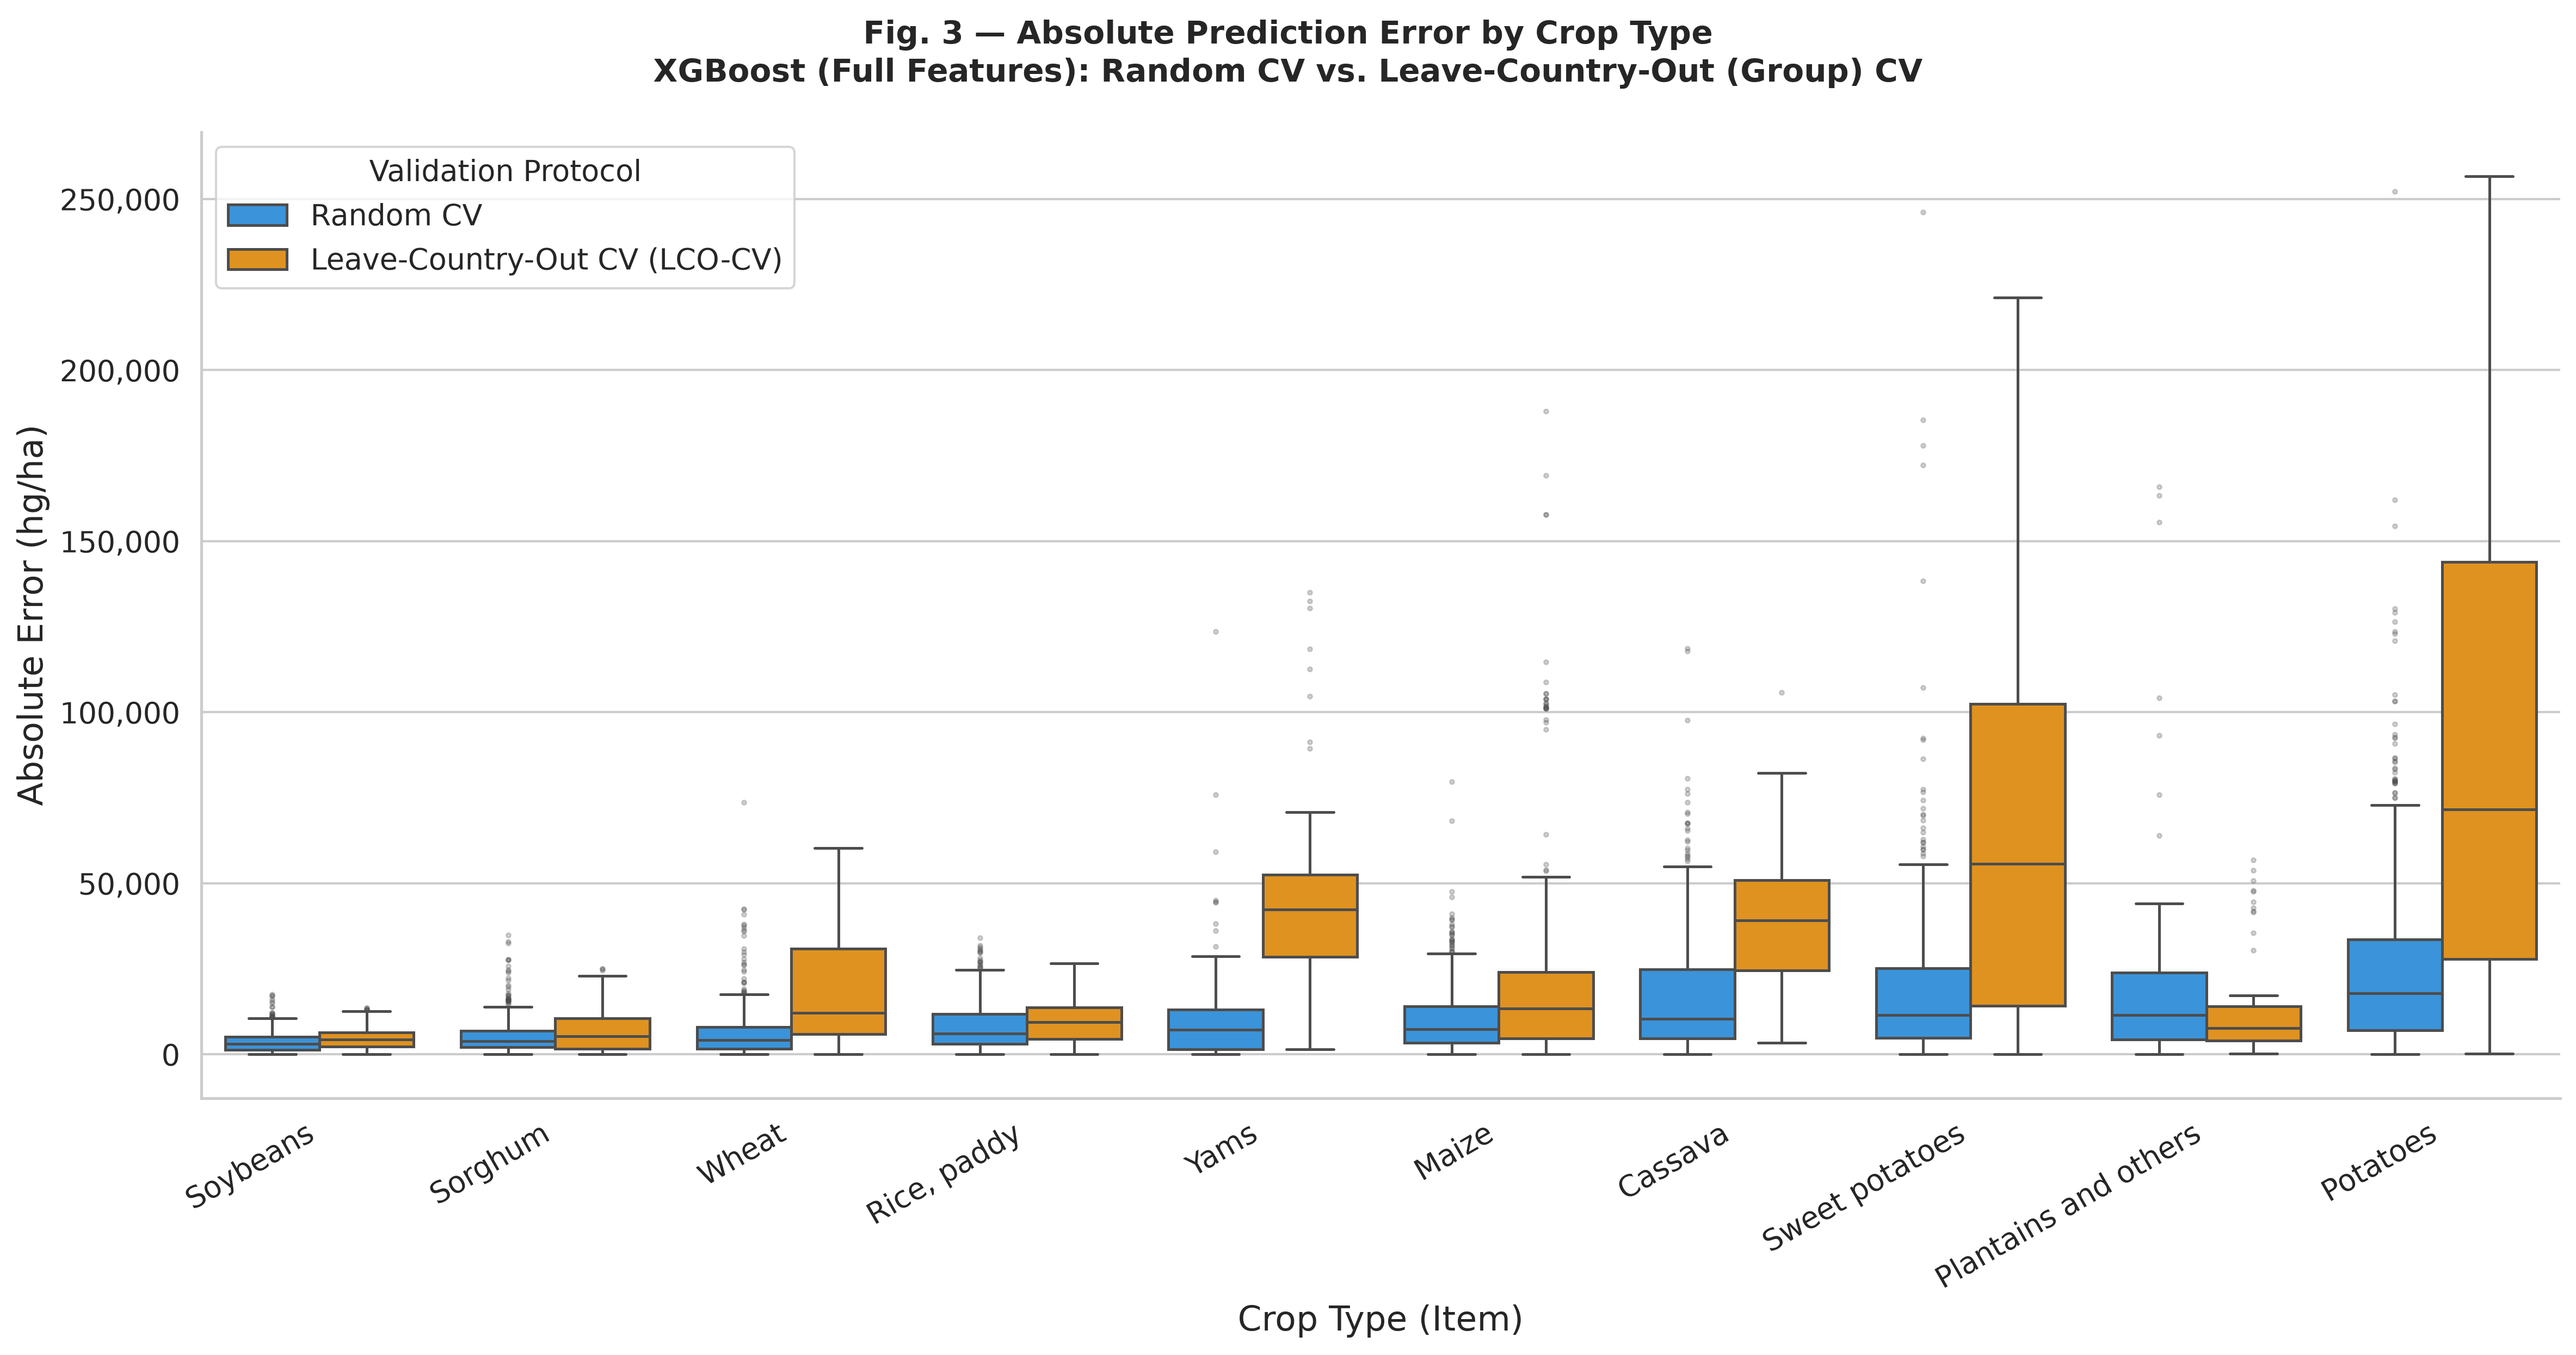 Fig. 3 — Absolute Prediction Error by Crop Type
XGBoost (Full Features): Random CV vs. Leave-Country-Out (Group) CV
Validation Protocol
Random CV
Leave-Country-Out CV (LCO-CV)
Absolute Error (hg/ha)
250,000
200,000
150,000
100,000
50,000
0
Soybeans
Sorghum
Wheat
Rice, paddy
Yams
Maize
Cassava
Sweet potatoes
Plantains and others
Potatoes
Crop Type (Item)